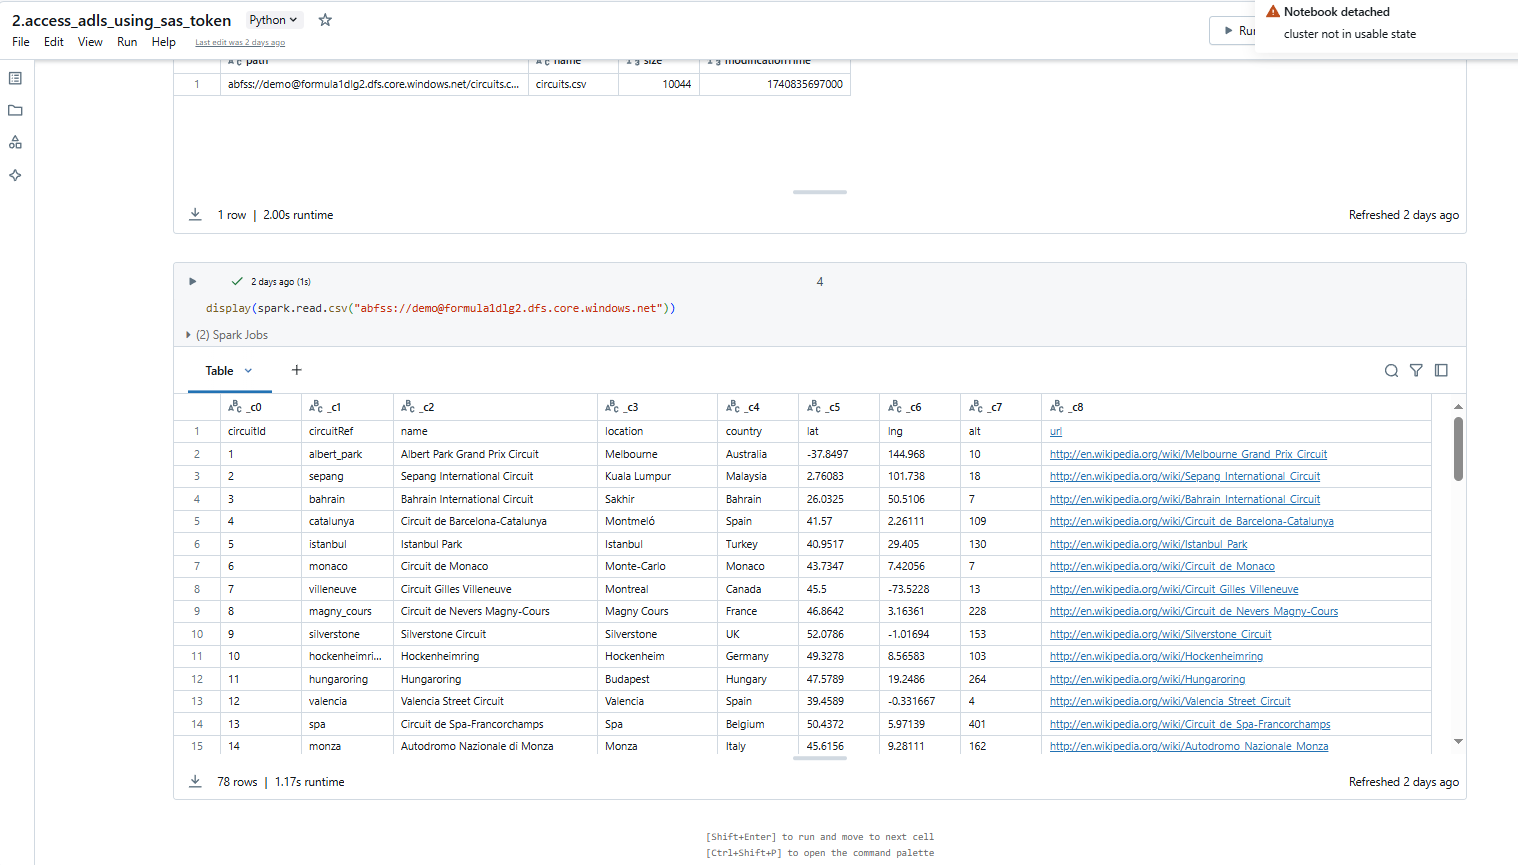 2.access_adls_using_sas_token Python
Notebook detached
cluster not in usable state
File Edit View Run Help Last edit was 2 days ago
path name size modificationTime
1 abfss://demo@formula1dlg2.dfs.core.windows.net/circuits.c... circuits.csv 10044 1740835697000
1 row | 2.00s runtime Refreshed 2 days ago
2 days ago (1s) 4
display(spark.read.csv("abfss://demo@formula1dlg2.dfs.core.windows.net"))
(2) Spark Jobs
Table +
_c0 _c1 _c2 _c3 _c4 _c5 _c6 _c7 _c8
1 circuitId circuitRef name location country lat lng alt url
2 1 albert_park Albert Park Grand Prix Circuit Melbourne Australia -37.8497 144.968 10 http://en.wikipedia.org/wiki/Melbourne_Grand_Prix_Circuit
3 2 sepang Sepang International Circuit Kuala Lumpur Malaysia 2.76083 101.738 18 http://en.wikipedia.org/wiki/Sepang_International_Circuit
4 3 bahrain Bahrain International Circuit Sakhir Bahrain 26.0325 50.5106 7 http://en.wikipedia.org/wiki/Bahrain_International_Circuit
5 4 catalunya Circuit de Barcelona-Catalunya Montmeló Spain 41.57 2.26111 109 http://en.wikipedia.org/wiki/Circuit_de_Barcelona-Catalunya
6 5 istanbul Istanbul Park Istanbul Turkey 40.9517 29.405 130 http://en.wikipedia.org/wiki/Istanbul_Park
7 6 monaco Circuit de Monaco Monte-Carlo Monaco 43.7347 7.42056 7 http://en.wikipedia.org/wiki/Circuit_de_Monaco
8 7 villeneuve Circuit Gilles Villeneuve Montreal Canada 45.5 -73.5228 13 http://en.wikipedia.org/wiki/Circuit_Gilles_Villeneuve
9 8 magny_cours Circuit de Nevers Magny-Cours Magny Cours France 46.8642 3.16361 228 http://en.wikipedia.org/wiki/Circuit_de_Nevers_Magny-Cours
10 9 silverstone Silverstone Circuit Silverstone UK 52.0786 -1.01694 153 http://en.wikipedia.org/wiki/Silverstone_Circuit
11 10 hockenheimri... Hockenheimring Hockenheim Germany 49.3278 8.56583 103 http://en.wikipedia.org/wiki/Hockenheimring
12 11 hungaroring Hungaroring Budapest Hungary 47.5789 19.2486 264 http://en.wikipedia.org/wiki/Hungaroring
13 12 valencia Valencia Street Circuit Valencia Spain 39.4589 -0.331667 4 http://en.wikipedia.org/wiki/Valencia_Street_Circuit
14 13 spa Circuit de Spa-Francorchamps Spa Belgium 50.4372 5.97139 401 http://en.wikipedia.org/wiki/Circuit_de_Spa-Francorchamps
15 14 monza Autodromo Nazionale di Monza Monza Italy 45.6156 9.28111 162 http://en.wikipedia.org/wiki/Autodromo_Nazionale_Monza
78 rows | 1.17s runtime Refreshed 2 days ago
[Shift+Enter] to run and move to next cell
[Ctrl+Shift+P] to open the command palette